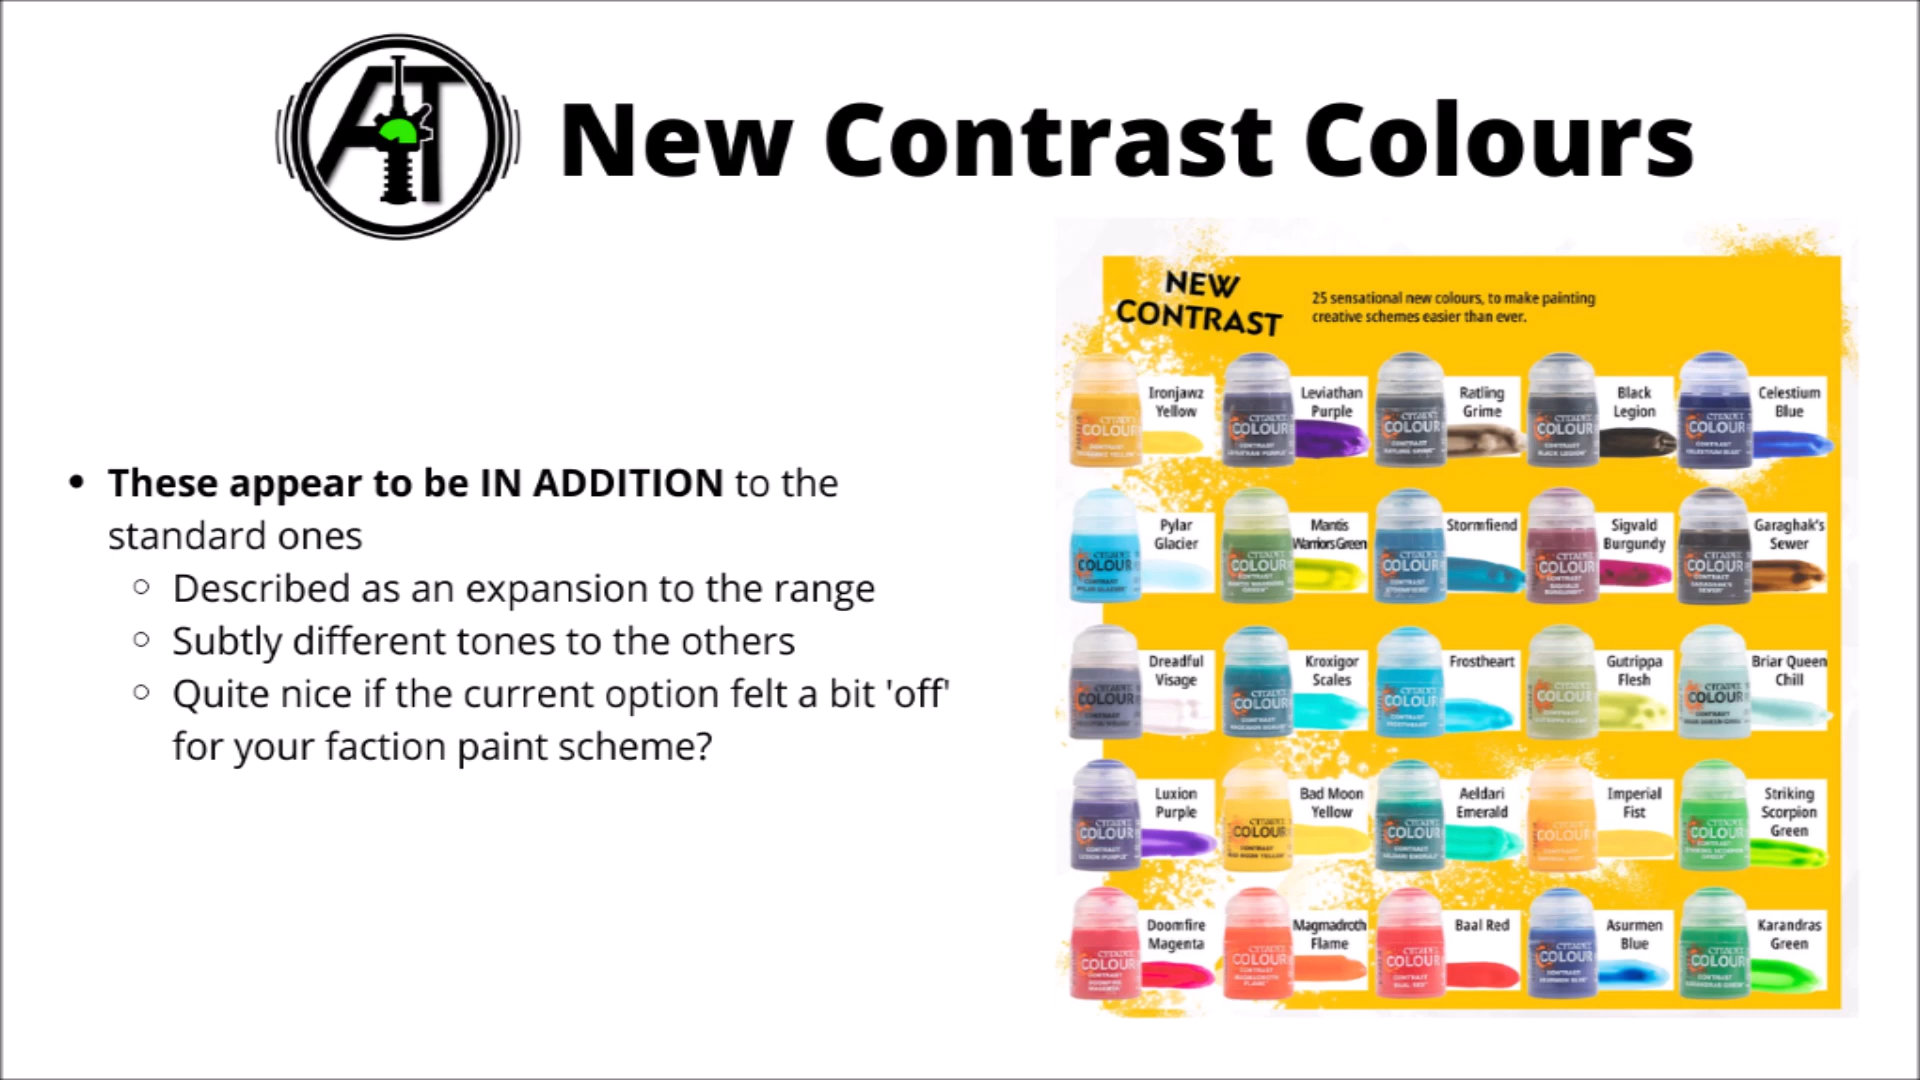 AT
New Contrast Colours
• These appear to be IN ADDITION to the
standard ones
○ Described as an expansion to the range
○ Subtly different tones to the others
○ Quite nice if the current option felt a bit 'off'
for your faction paint scheme?
NEW
CONTRAST
25 sensational new colours, to make painting
creative schemes easier than ever.
Ironjawz
Yellow
Leviathan
Purple
Ratling
Grime
Black
Legion
Celestium
Blue
Pylar
Glacier
Mantis
Warriors Green
Stormfiend
Sigvald
Burgundy
Garaghak's
Sewer
Dreadful
Visage
Kroxigor
Scales
Frostheart
Gutrippa
Flesh
Briar Queen
Chill
Luxion
Purple
Bad Moon
Yellow
Aeldari
Emerald
Imperial
Fist
Striking
Scorpion
Green
Doomfire
Magenta
Magmadroth
Flame
Baal Red
Asurmen
Blue
Karandras
Green